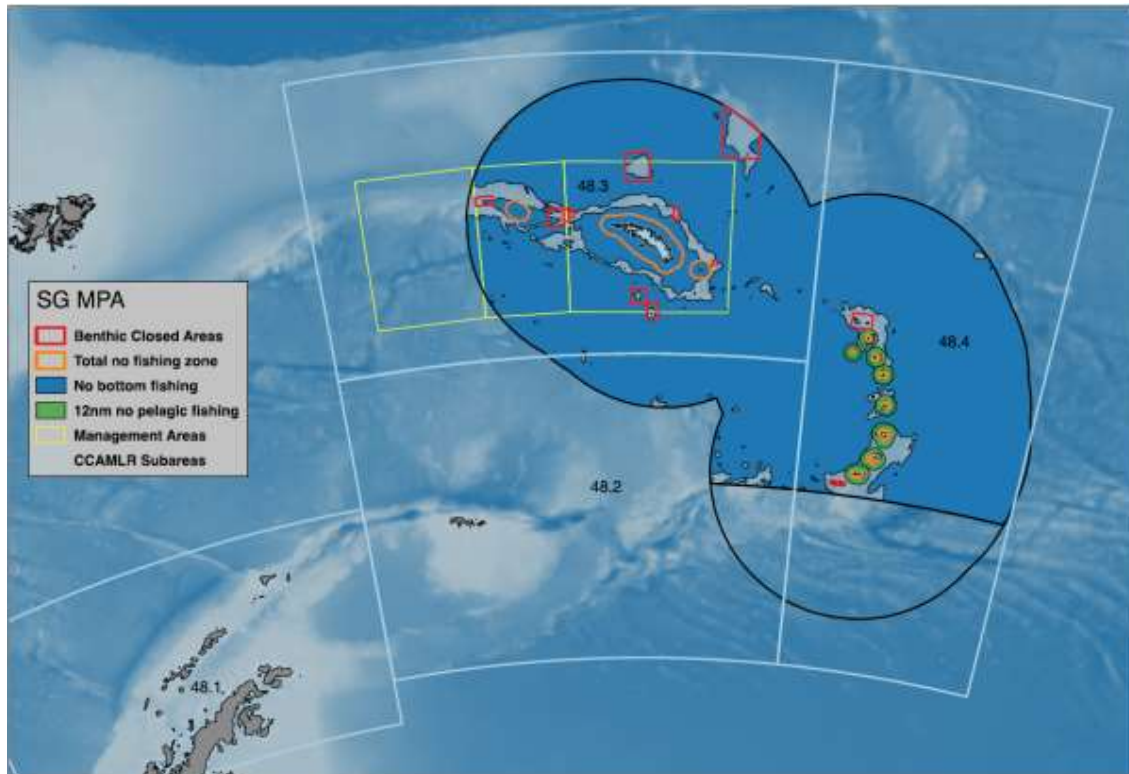 48.3
48.4
SG MPA
Benthic Closed Areas
Total no fishing zone
No bottom fishing
12nm no pelagic fishing
Management Areas
CCAMLR Subareas
48.2
48.1